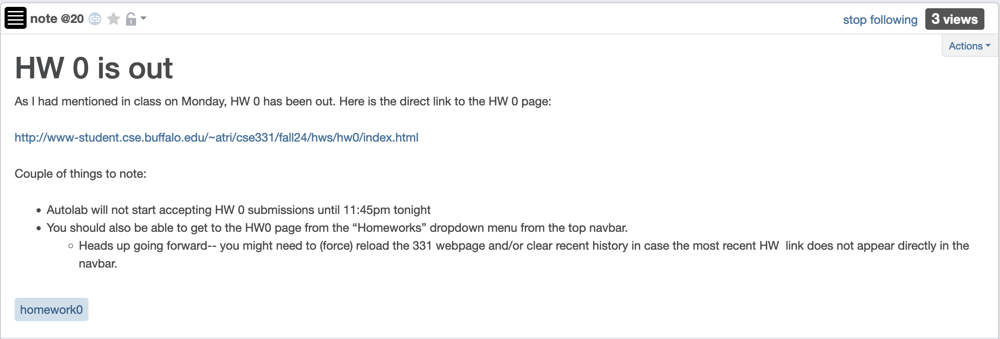 note @20
stop following
3 views
Actions
HW 0 is out
As I had mentioned in class on Monday, HW 0 has been out. Here is the direct link to the HW 0 page:
http://www-student.cse.buffalo.edu/~atri/cse331/fall24/hws/hw0/index.html
Couple of things to note:
• Autolab will not start accepting HW 0 submissions until 11:45pm tonight
• You should also be able to get to the HW0 page from the “Homeworks” dropdown menu from the top navbar.
◦ Heads up going forward-- you might need to (force) reload the 331 webpage and/or clear recent history in case the most recent HW  link does not appear directly in the
navbar.
homework0